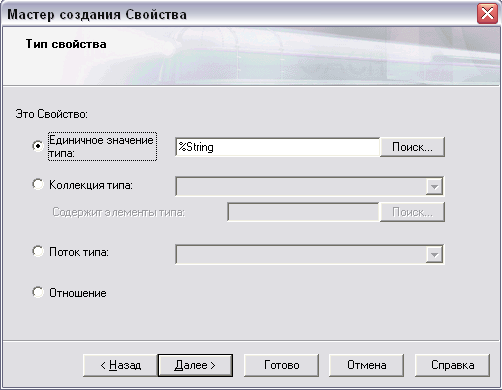 Мастер создания Свойства
Тип свойства
Это Свойство:
Единичное значение типа:
%String
Поиск...
Коллекция типа:
Содержит элементы типа:
Поиск...
Поток типа:
Отношение
< Назад
Далее >
Готово
Отмена
Справка